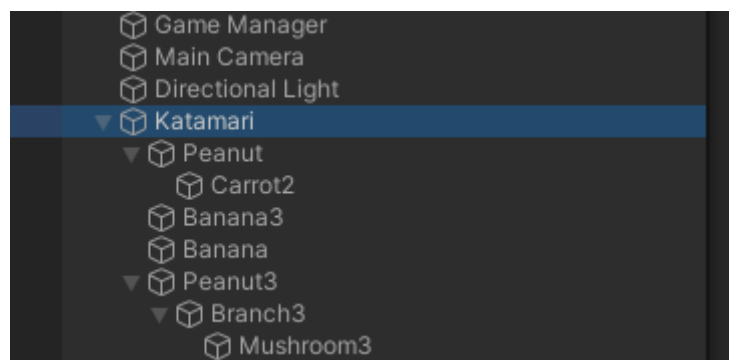 Game Manager
Main Camera
Directional Light
Katamari
Peanut
Carrot2
Banana3
Banana
Peanut3
Branch3
Mushroom3